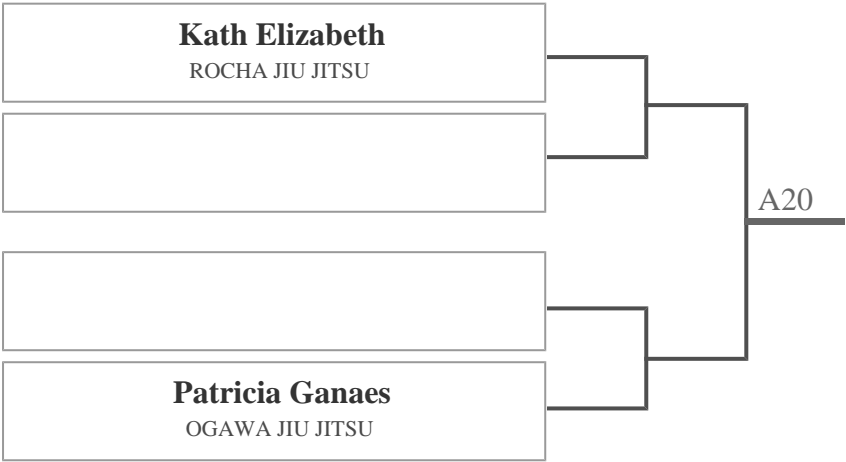 Kath Elizabeth
ROCHA JIU JITSU
A20
Patricia Ganaes
OGAWA JIU JITSU